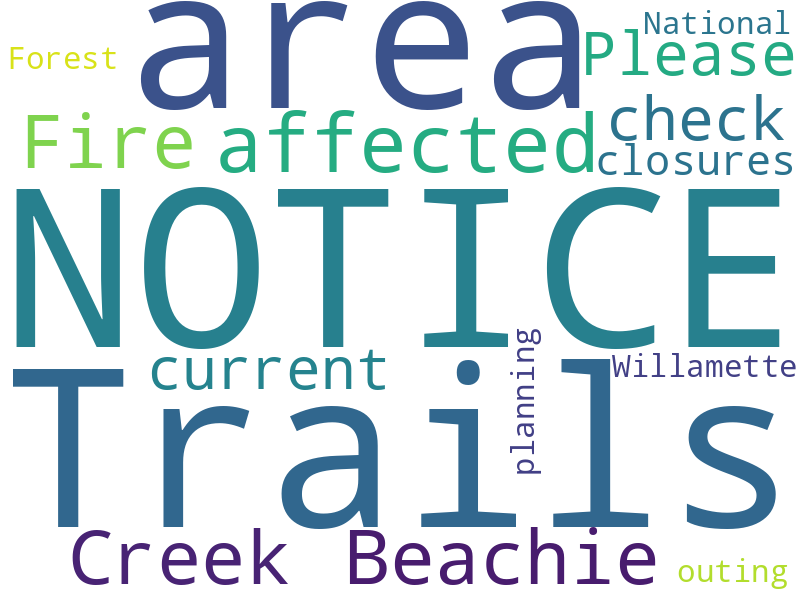 area
National
Please
Forest
Fire
affected
check
closures
NOTICE
current
planning
Willamette
Trails
Creek
Beachie
outing